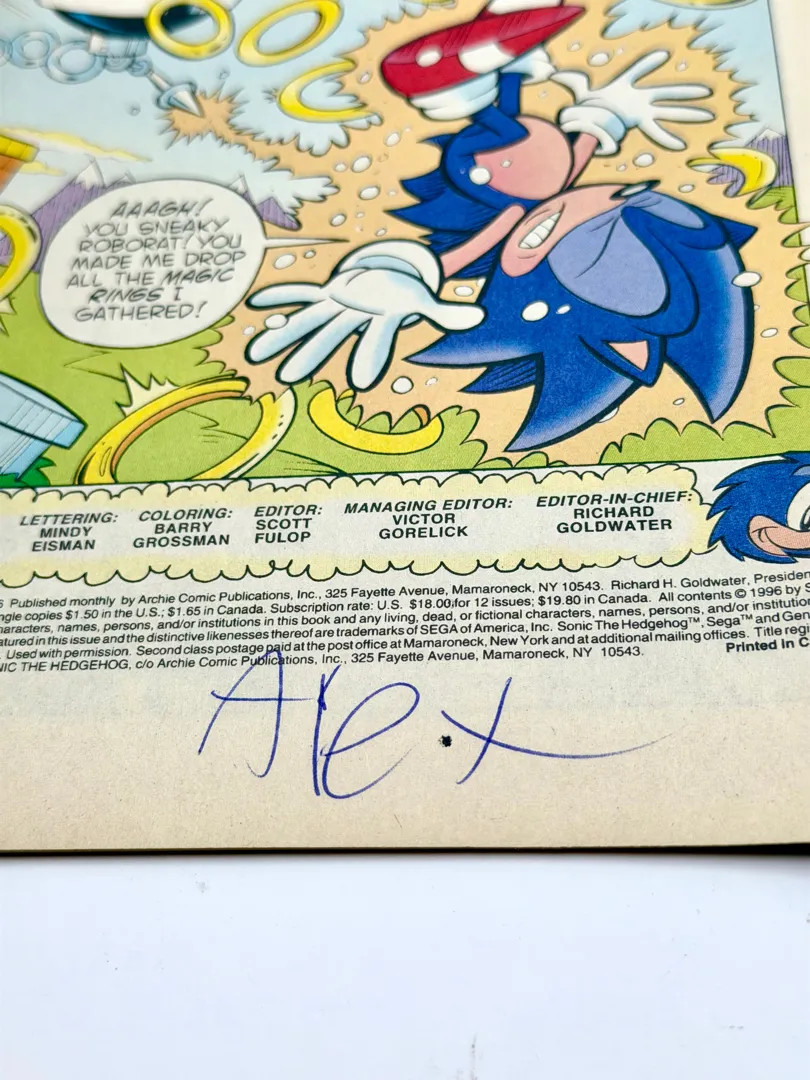 AAAGH!
YOU SNEAKY
ROBORAT! YOU
MADE ME DROP
ALL THE MAGIC
RINGS I
GATHERED!
LETTERING:
MINDY
EISMAN
COLORING:
BARRY
GROSSMAN
EDITOR:
SCOTT
FULOP
MANAGING EDITOR:
VICTOR
GORELICK
EDITOR-IN-CHIEF:
RICHARD
GOLDWATER
6 Published monthly by Archie Comic Publications, Inc., 325 Fayette Avenue, Mamaroneck, NY 10543. Richard H. Goldwater, Presiden
ngle copies $1.50 in the U.S.; $1.65 in Canada. Subscription rate: U.S. $18.00 for 12 issues; $19.80 in Canada. All contents © 1996 by S
haracters, names, persons, and/or institutions in this book and any living, dead, or fictional characters, names, persons, and/or institution
atured in this issue and the distinctive likenesses thereof are trademarks of SEGA of America, Inc. Sonic The Hedgehog™, Sega™ and Gen
. Used with permission. Second class postage paid at the post office at Mamaroneck, New York and at additional mailing offices. Title regi
NIC THE HEDGEHOG, c/o Archie Comic Publications, Inc., 325 Fayette Avenue, Mamaroneck, NY 10543. Printed in C
Alex